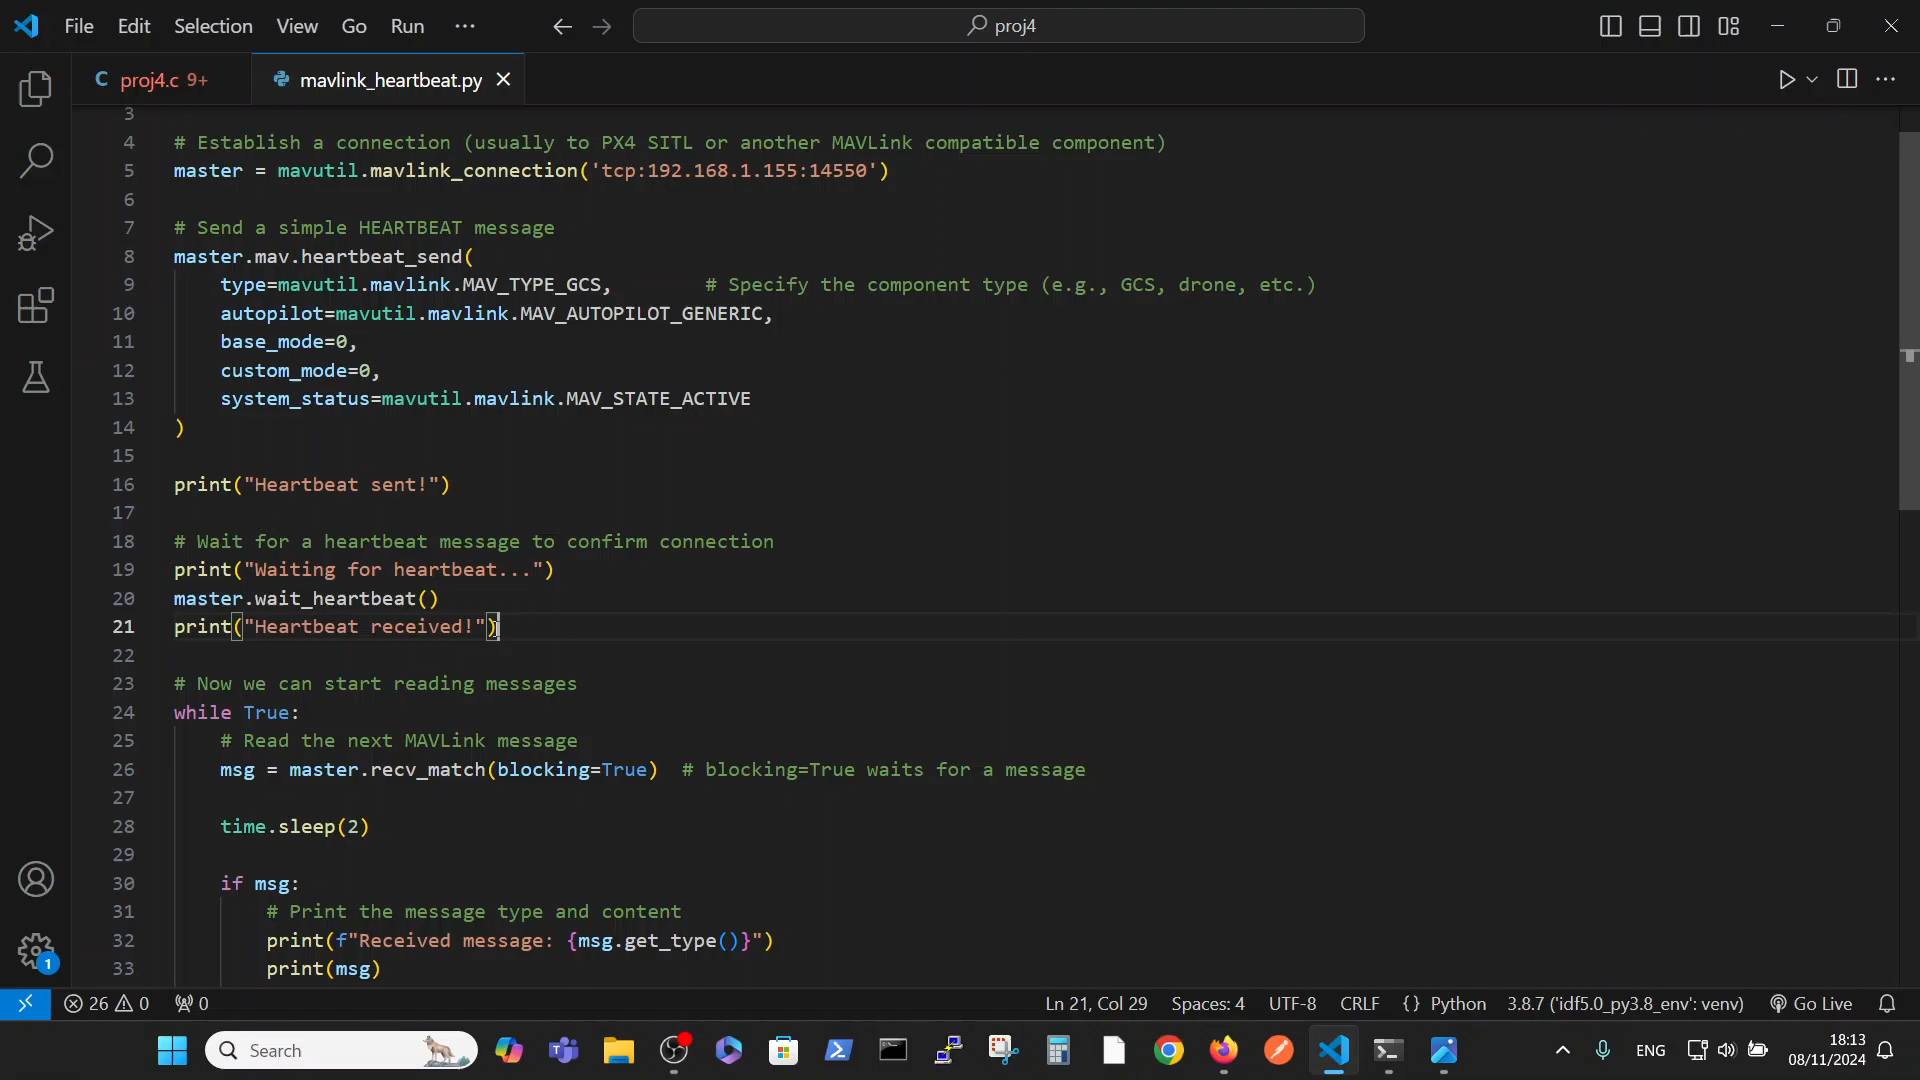 File Edit Selection View Go Run ··· proj4
C proj4.c 9+ mavlink_heartbeat.py
3
4 # Establish a connection (usually to PX4 SITL or another MAVLink compatible component)
5 master = mavutil.mavlink_connection('tcp:192.168.1.155:14550')
6
7 # Send a simple HEARTBEAT message
8 master.mav.heartbeat_send(
9 type=mavutil.mavlink.MAV_TYPE_GCS, # Specify the component type (e.g., GCS, drone, etc.)
10 autopilot=mavutil.mavlink.MAV_AUTOPILOT_GENERIC,
11 base_mode=0,
12 custom_mode=0,
13 system_status=mavutil.mavlink.MAV_STATE_ACTIVE
14 )
15
16 print("Heartbeat sent!")
17
18 # Wait for a heartbeat message to confirm connection
19 print("Waiting for heartbeat...")
20 master.wait_heartbeat()
21 print("Heartbeat received!")
22
23 # Now we can start reading messages
24 while True:
25 # Read the next MAVLink message
26 msg = master.recv_match(blocking=True) # blocking=True waits for a message
27
28 time.sleep(2)
29
30 if msg:
31 # Print the message type and content
32 print(f"Received message: {msg.get_type()}")
33 print(msg)
1
26 0 0 Ln 21, Col 29 Spaces: 4 UTF-8 CRLF {} Python 3.8.7 ('idf5.0_py3.8_env': venv) Go Live
Search ENG 18:13
08/11/2024